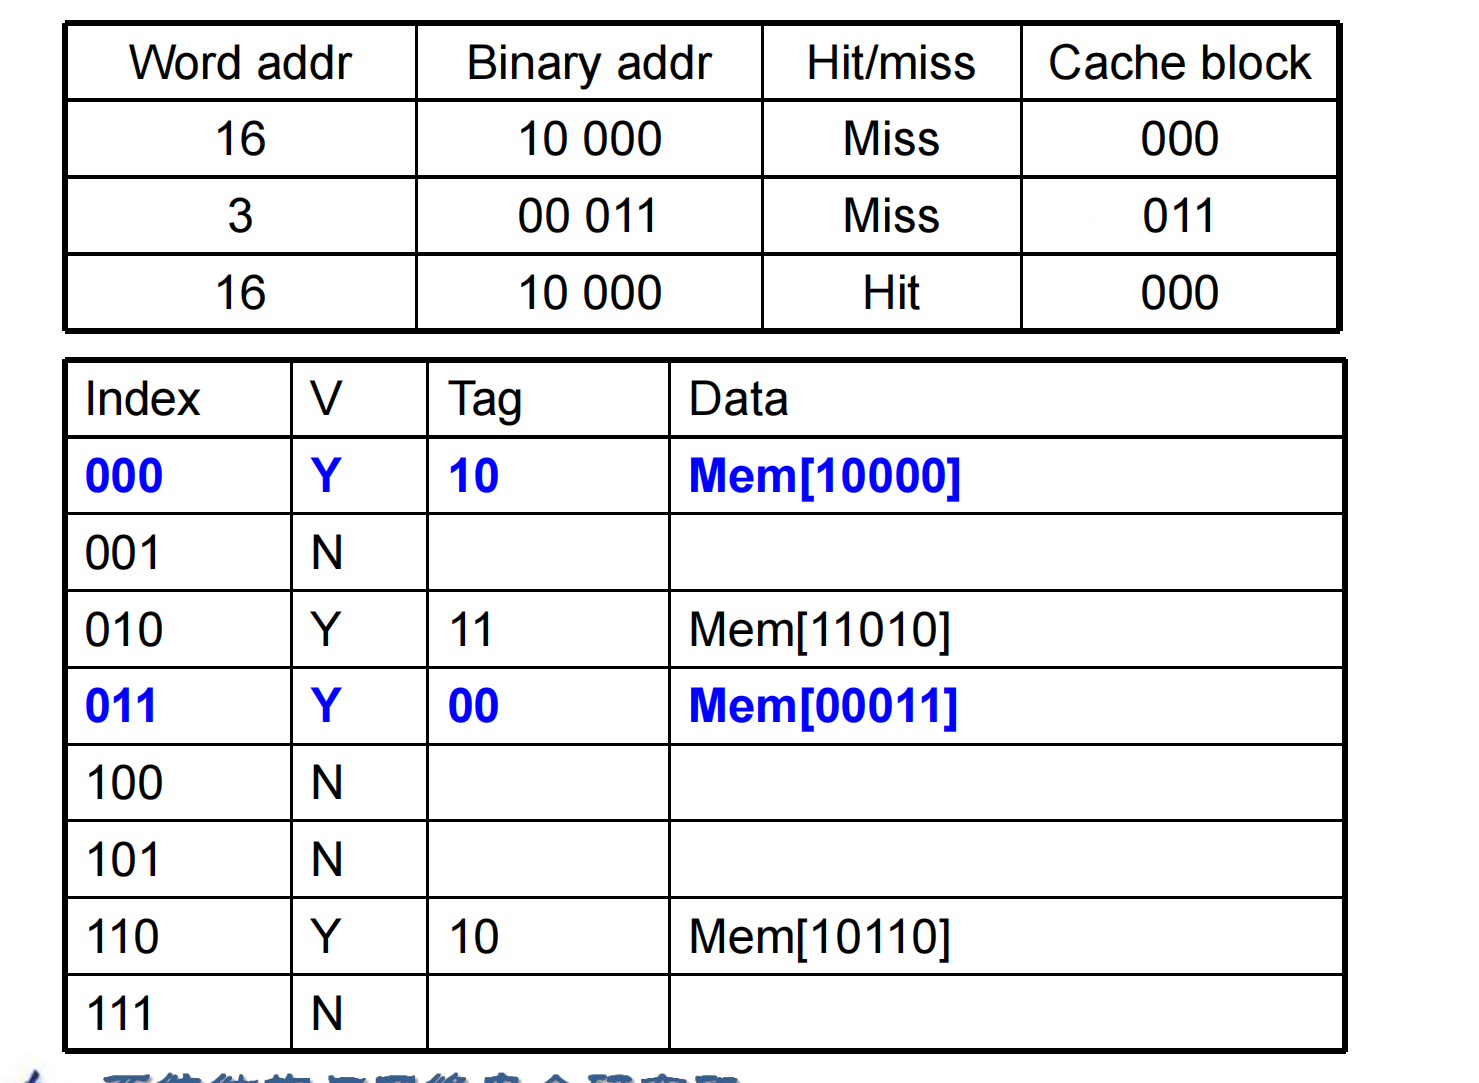 Word addr Binary addr Hit/miss Cache block
16 10 000 Miss 000
3 00 011 Miss 011
16 10 000 Hit 000
Index V Tag Data
000 Y 10 Mem[10000]
001 N
010 Y 11 Mem[11010]
011 Y 00 Mem[00011]
100 N
101 N
110 Y 10 Mem[10110]
111 N